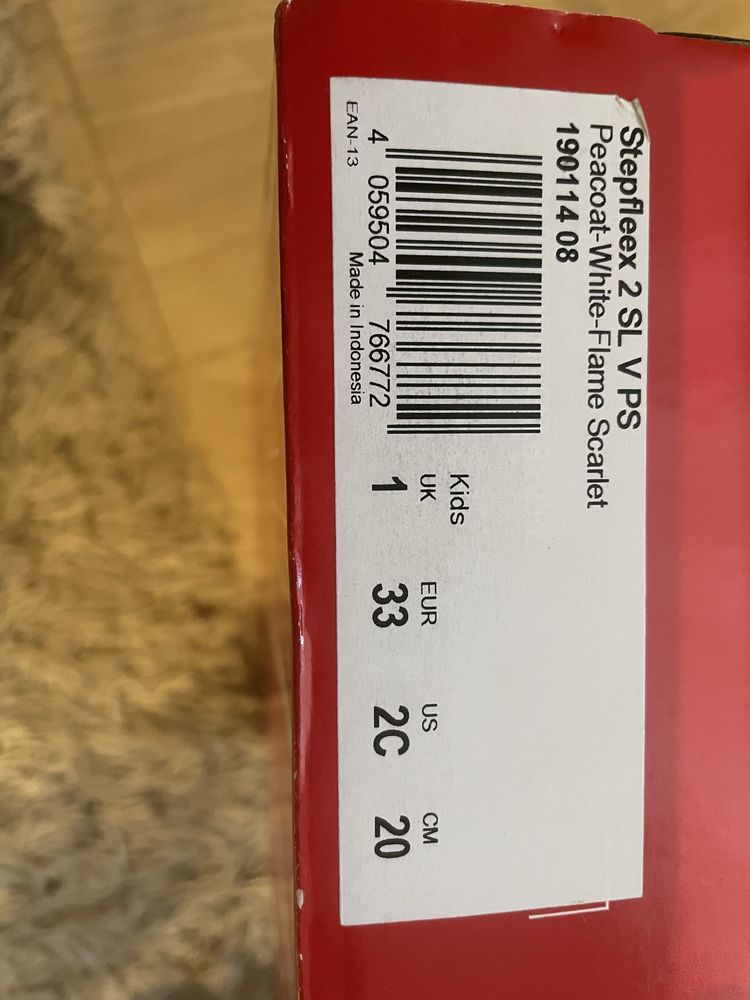 Stepfleex 2 SL V PS
Peacoat-White-Flame Scarlet
190114 08
Kids
UK EUR US CM
1 33 2C 20
4 059504 766772
EAN-13 Made in Indonesia